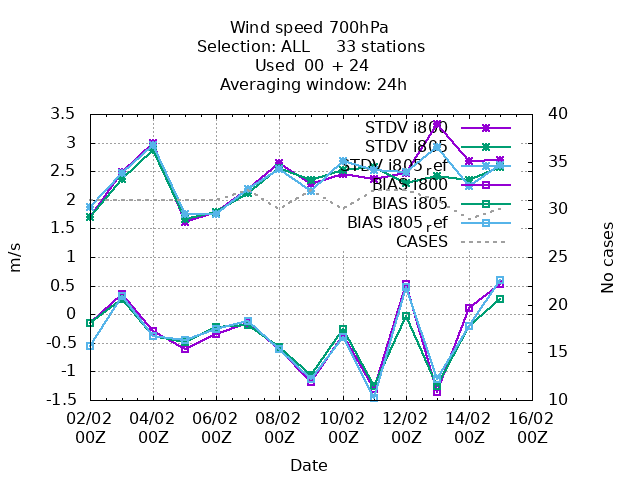 Wind speed 700hPa
Selection: ALL 33 stations
Used 00 + 24
Averaging window: 24h
3.5
3
2.5
2
1.5
1
0.5
0
-0.5
-1
-1.5
m/s
40
35
30
25
20
15
10
No cases
STDV i800
STDV i805
STDV i805ref
BIAS i800
BIAS i805
BIAS i805ref
CASES
02/02 04/02 06/02 08/02 10/02 12/02 14/02 16/02
00Z 00Z 00Z 00Z 00Z 00Z 00Z 00Z
Date